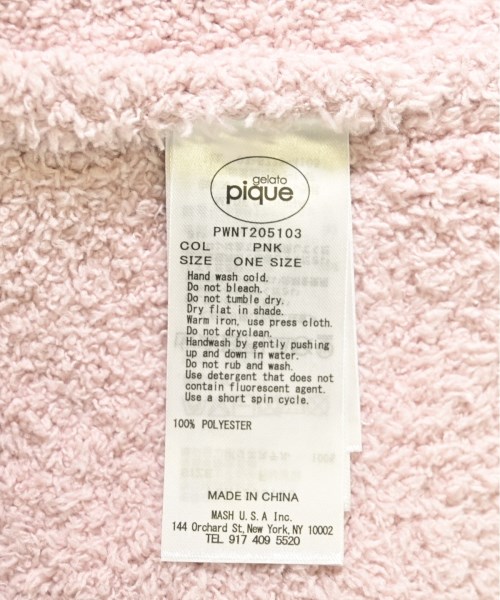 gelato
pique
PWNT205103
COL PNK
SIZE ONE SIZE
Hand wash cold.
Do not bleach.
Do not tumble dry.
Dry flat in shade.
Warm iron, use press cloth.
Do not dryclean.
Handwash by gently pushing
up and down in water.
Do not rub and wash.
Use detergent that does not
contain fluorescent agent.
Use a short spin cycle.
100% POLYESTER
MADE IN CHINA
MASH U.S.A Inc.
144 Orchard St, New York, NY 10002
TEL 917 409 5520